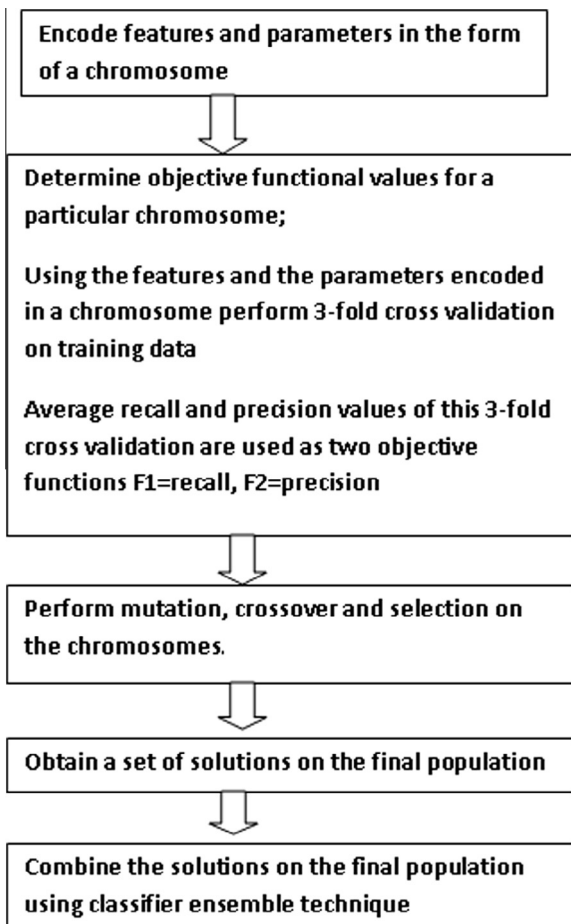 Encode features and parameters in the form
of a chromosome
Determine objective functional values for a
particular chromosome;
Using the features and the parameters encoded
in a chromosome perform 3-fold cross validation
on training data
Average recall and precision values of this 3-fold
cross validation are used as two objective
functions F1=recall, F2=precision
Perform mutation, crossover and selection on
the chromosomes.
Obtain a set of solutions on the final population
Combine the solutions on the final population
using classifier ensemble technique